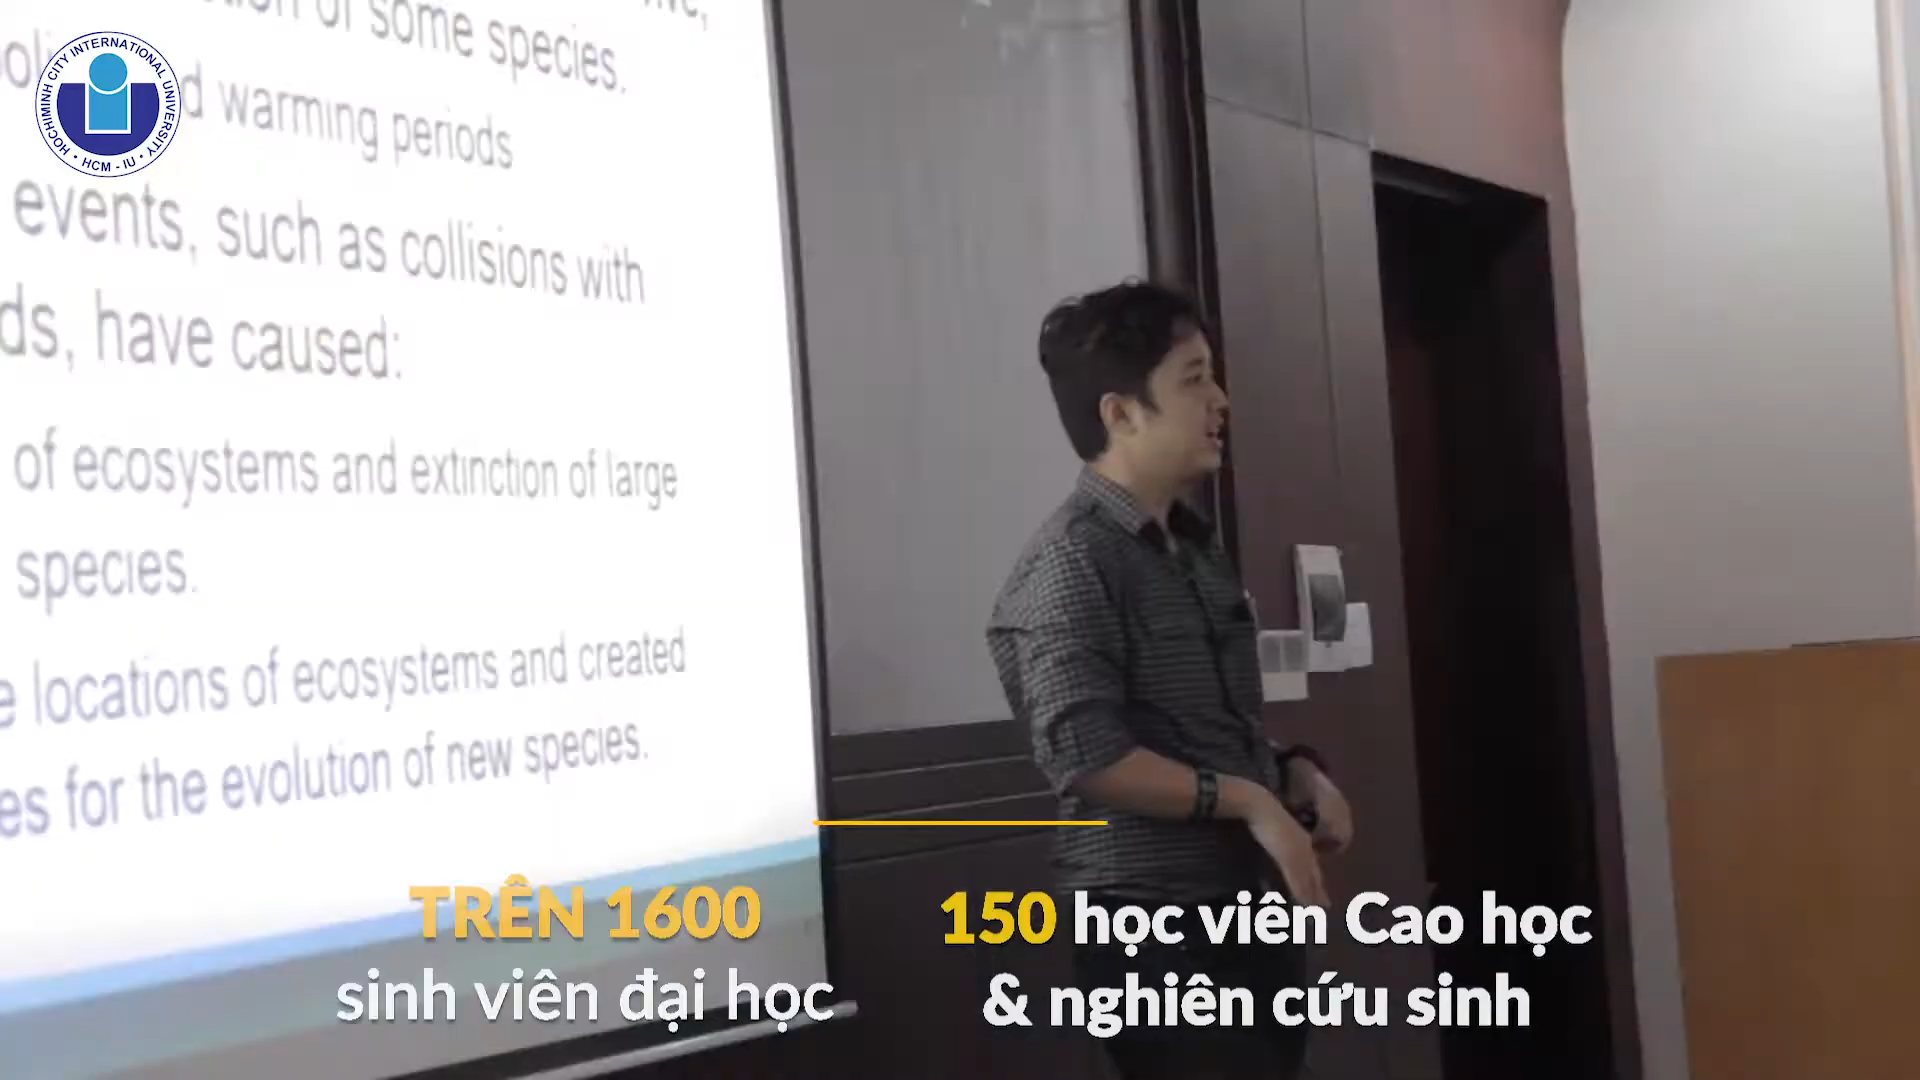 HOCHIMINH CITY INTERNATIONAL UNIVERSITY
• HCM - IU •
of some species.
d warming periods
events, such as collisions with
ds, have caused:
of ecosystems and extinction of large
species.
e locations of ecosystems and created
es for the evolution of new species.
TRÊN 1600
sinh viên đại học
150 học viên Cao học
& nghiên cứu sinh